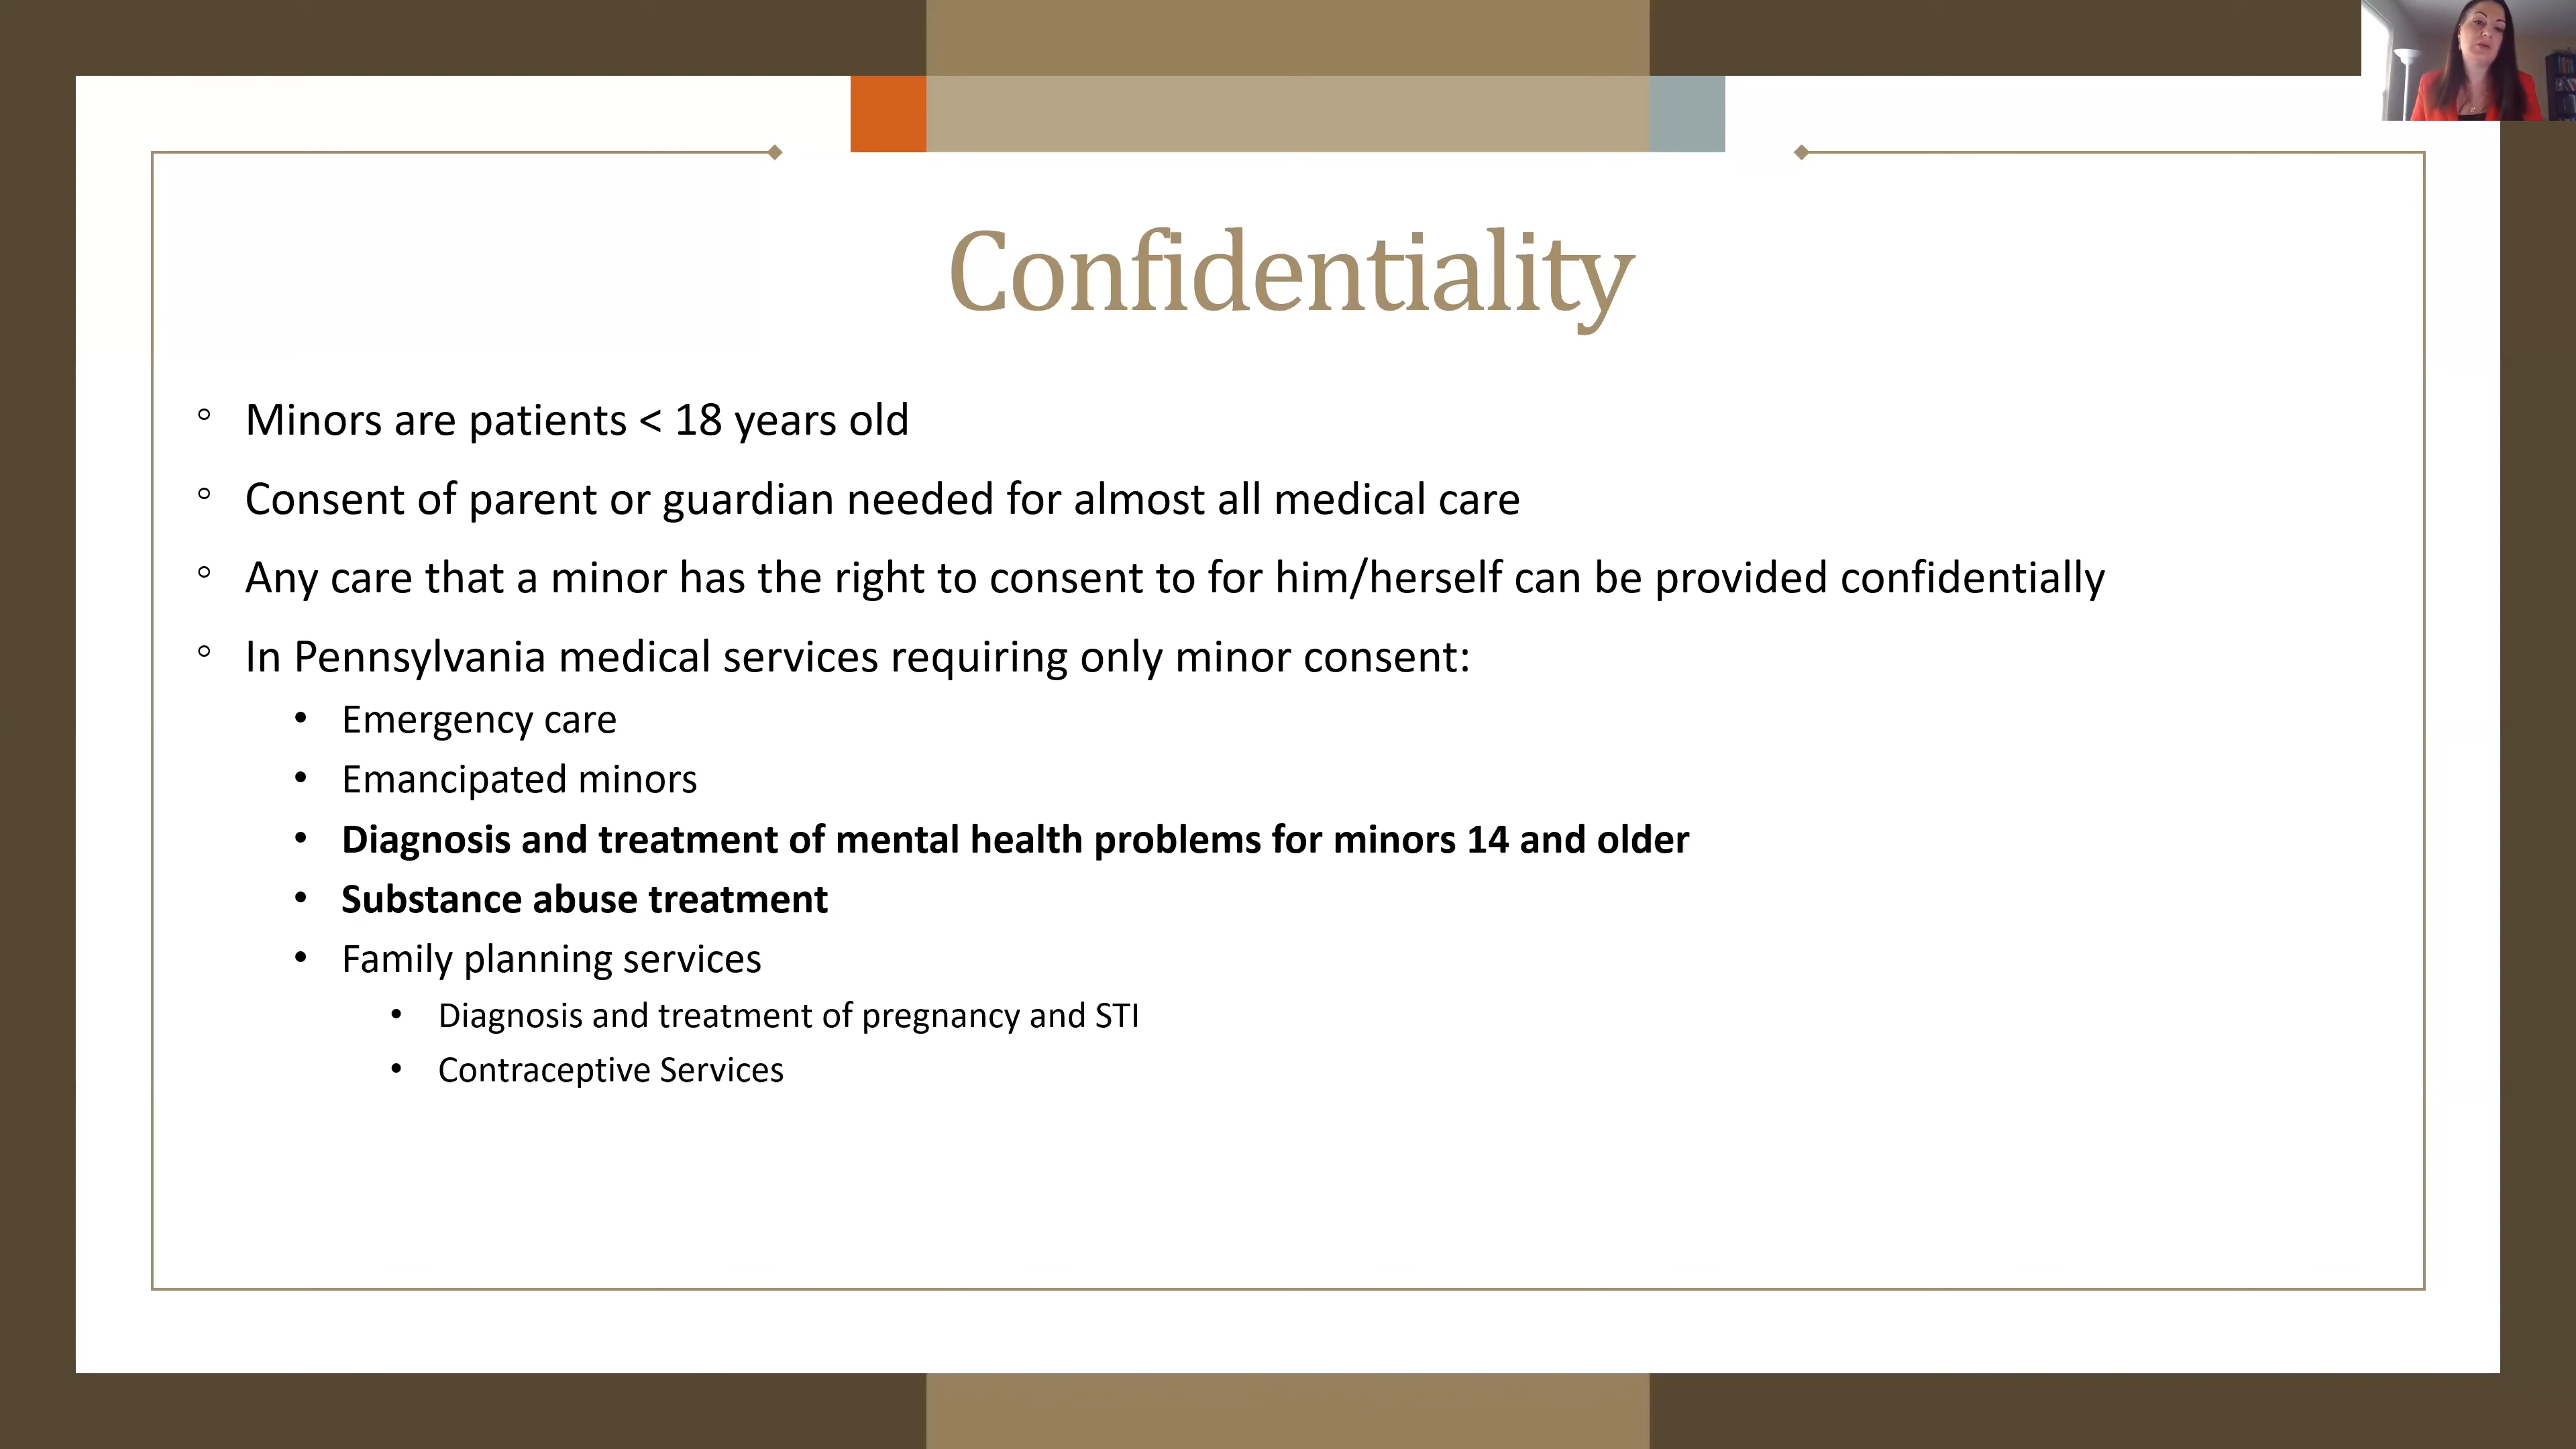 Confidentiality
Minors are patients < 18 years old
Consent of parent or guardian needed for almost all medical care
Any care that a minor has the right to consent to for him/herself can be provided confidentially
In Pennsylvania medical services requiring only minor consent:
Emergency care
Emancipated minors
Diagnosis and treatment of mental health problems for minors 14 and older
Substance abuse treatment
Family planning services
Diagnosis and treatment of pregnancy and STI
Contraceptive Services